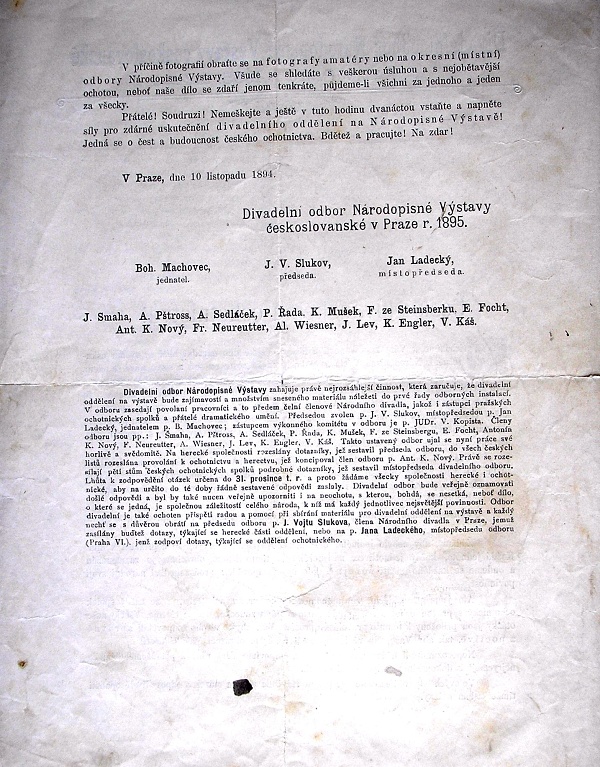 V příčině fotografií obraťte se na fotografy amatéry nebo na okresní (místní)
odbory Národopisné Výstavy. Všude se shledáte s veškerou úsluhou a s nejobětavější
ochotou, neboť naše dílo se zdaří jenom tenkráte, půjdeme-li všichni za jednoho a jeden
za všecky.
Přátelé! Soudruzi! Nemeškejte a ještě v tuto hodinu dvanáctou vstaňte a napněte
síly pro zdárné uskutečnění divadelního oddělení na Národopisné Výstavě!
Jedná se o čest a budoucnost českého ochotnictva. Bdětež a pracujte! Na zdar!
V Praze, dne 10 listopadu 1894.
Divadelní odbor Národopisné Výstavy
českoslovanské v Praze r. 1895.
Boh. Machovec, J. V. Slukov, Jan Ladecký,
jednatel. předseda. místopředseda.
J. Smaha, A. Pštross, A. Sedláček, P. Řada, K. Mušek, F. ze Steinsberku, E. Focht,
Ant. K. Nový, Fr. Neureutter, Al. Wiesner, J. Lev, K. Engler, V. Káš.
Divadelní odbor Národopisné Výstavy zahajuje právě nejrozsáhlejší činnost, která zaručuje, že divadelní
oddělení na výstavě bude zajímavostí a množstvím sneseného materiálu náležeti do prvé řady odborných instalací.
V odboru zasedají povolaní pracovníci a to předem čelní členové Národního divadla, jakož i zástupci pražských
ochotnických spolků a přátelé dramatického umění. Předsedou zvolen p. J. V. Slukov, místopředsedou p. Jan
Ladecký, jednatelem p. B. Machovec; zástupcem výkonného komitétu v odboru je p. JUDr. V. Kopista. Členy
odboru jsou pp.: J. Šmaha, A. Pštross, A. Sedláček, P. Řada, K. Mušek, F. ze Steinsbergu, E. Focht, Antonín
K. Nový, F. Neureutter, A. Wiesner, J. Lev, K. Engler, V. Káš. Takto ustavený odbor ujal se nyní práce své
horlivě a svědomitě. Na herecké společnosti rozeslány dotazníky, jež sestavil předseda odboru, do všech českých
listů rozeslána provolání k ochotnictvu a herectvu, jež koncipoval člen odboru p. Ant. K. Nový. Právě se roze-
sílají pěti stům českých ochotnických spolků podrobné dotazníky, jež sestavil místopředseda divadelního odboru.
Lhůta k zodpovědění otázek určena do 31. prosince t. r. a proto žádáme všecky společnosti herecké i ochot-
nické, aby na určito do té doby řádně sestavené odpovědi zaslaly. Divadelní odbor bude veřejně oznamovati
došlé odpovědi a byl by také nucen veřejně upozorniti i na neochotu, s kterou, bohdá, se nesetká, neboť dílo,
o které se jedná, je společnou záležitostí celého národa, k níž má každý jednotlivec nejsvětější povinnosti. Odbor
divadelní je také ochoten přispěti radou a pomocí při sbírání materiálu pro divadelní oddělení na výstavě a každý
nechť se s důvěrou obrátí na předsedu odboru p. J. Vojtu Slukova, člena Národního divadla v Praze, jemuž
zasílány buďtež dotazy, týkající se herecké části oddělení, nebo na p. Jana Ladeckého, místopředsedu odboru
(Praha VI.), jenž zodpoví dotazy, týkající se oddělení ochotnického.